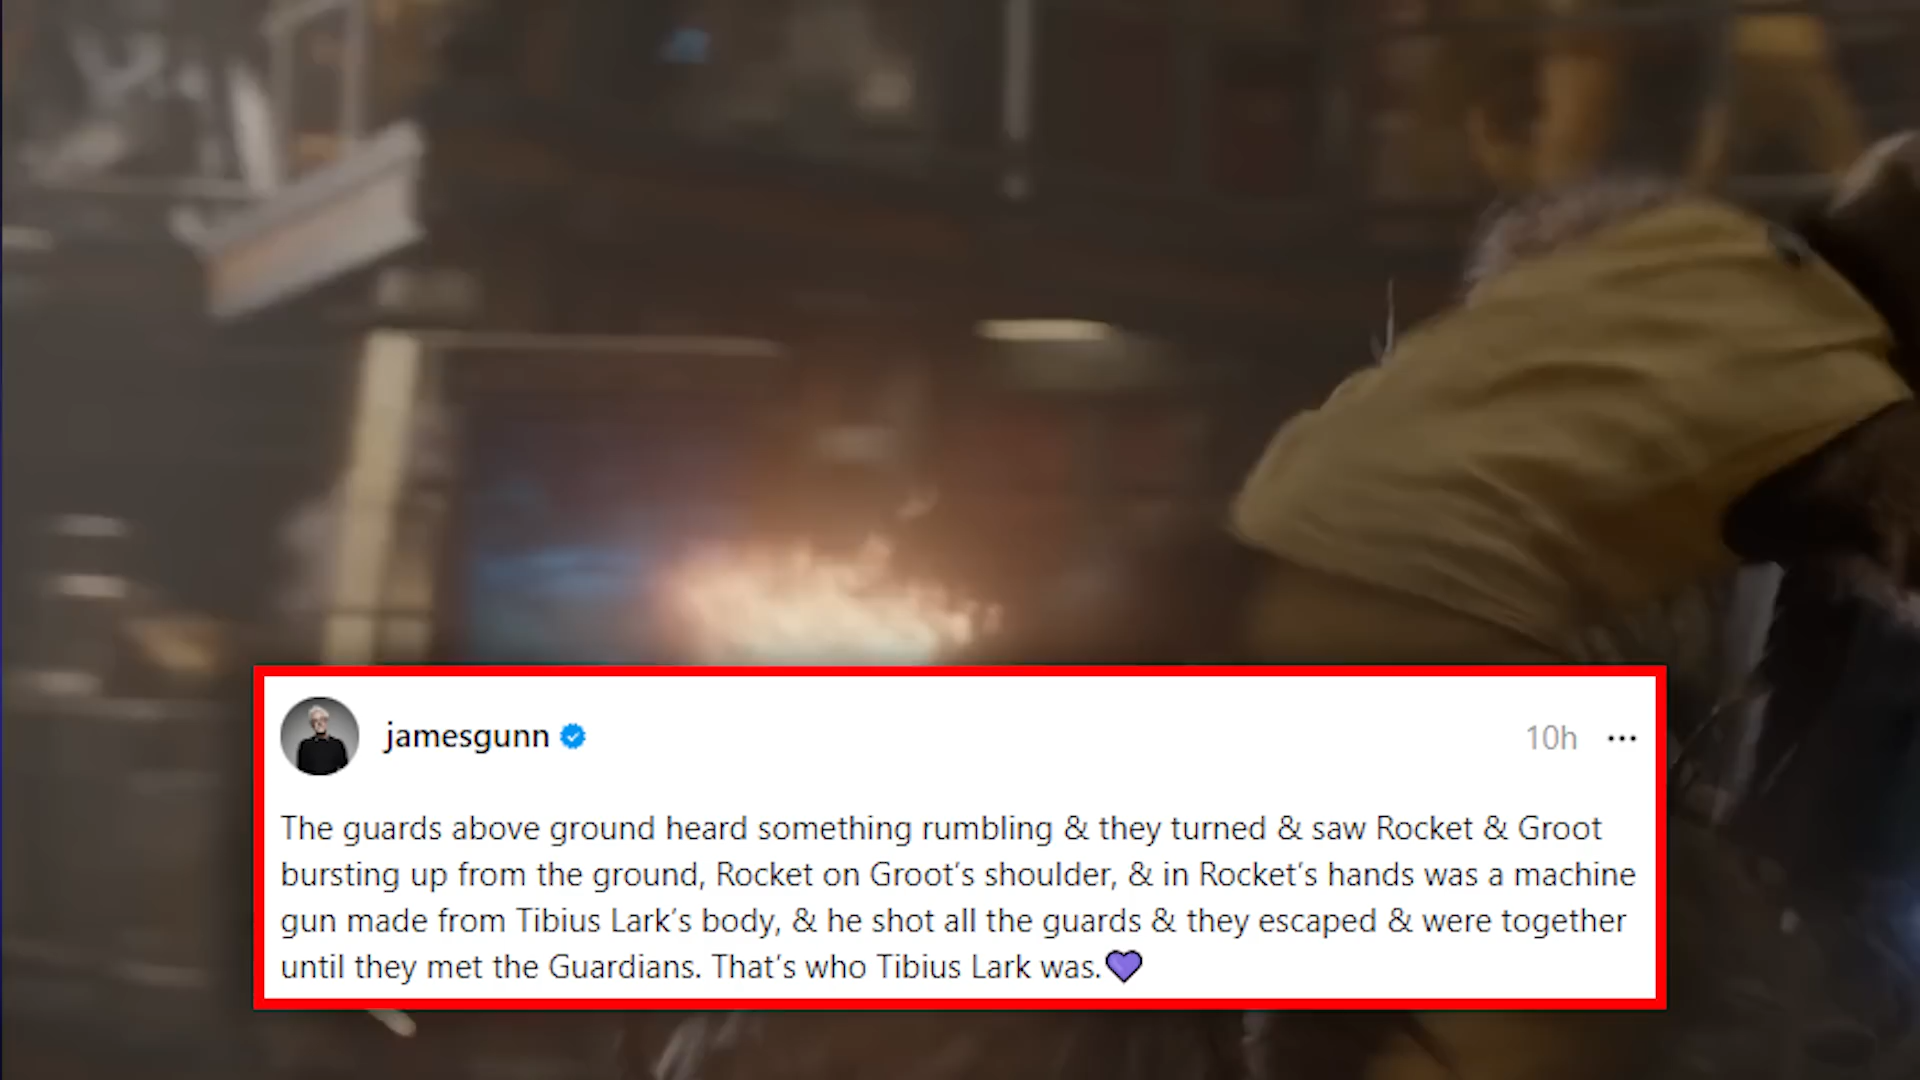 jamesgunn
10h
The guards above ground heard something rumbling & they turned & saw Rocket & Groot
bursting up from the ground, Rocket on Groot's shoulder, & in Rocket's hands was a machine
gun made from Tibius Lark's body, & he shot all the guards & they escaped & were together
until they met the Guardians. That's who Tibius Lark was.💜